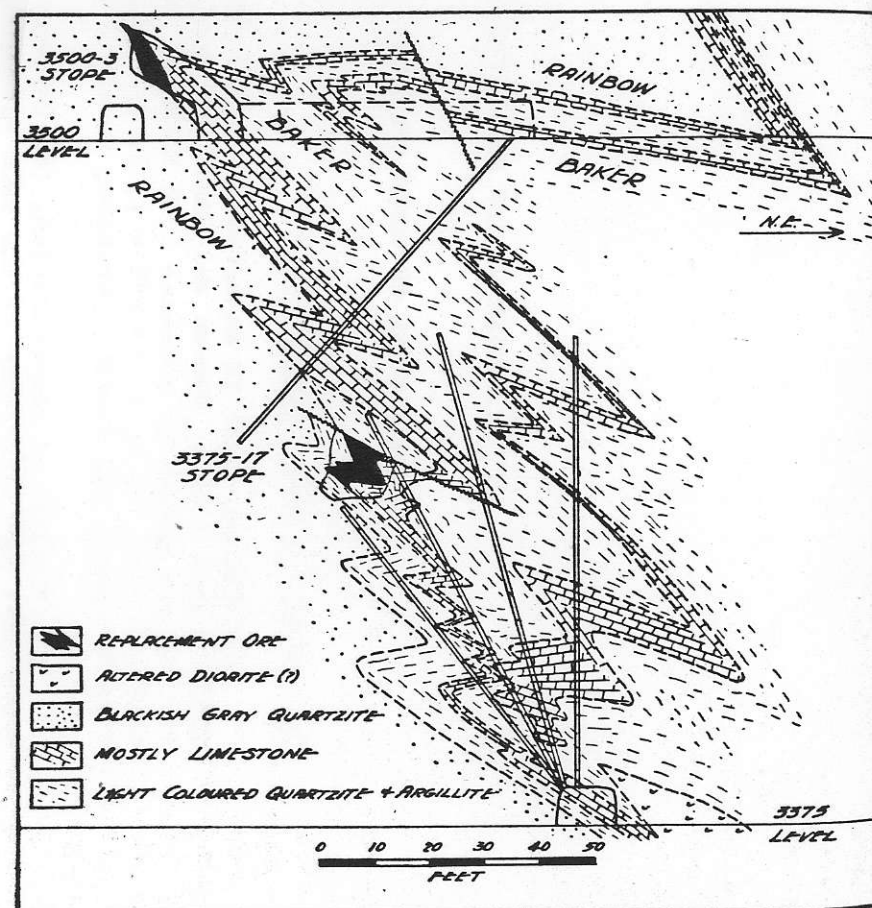 3500-3
STOPE
RAINBOW
BAKER
3500
LEVEL
BAKER
RAINBOW
N.E.
3375-17
STOPE
REPLACEMENT ORE
ALTERED DIORITE (?)
BLACKISH GRAY QUARTZITE
MOSTLY LIMESTONE
LIGHT COLOURED QUARTZITE & ARGILLITE
3375
LEVEL
0 10 20 30 40 50
FEET